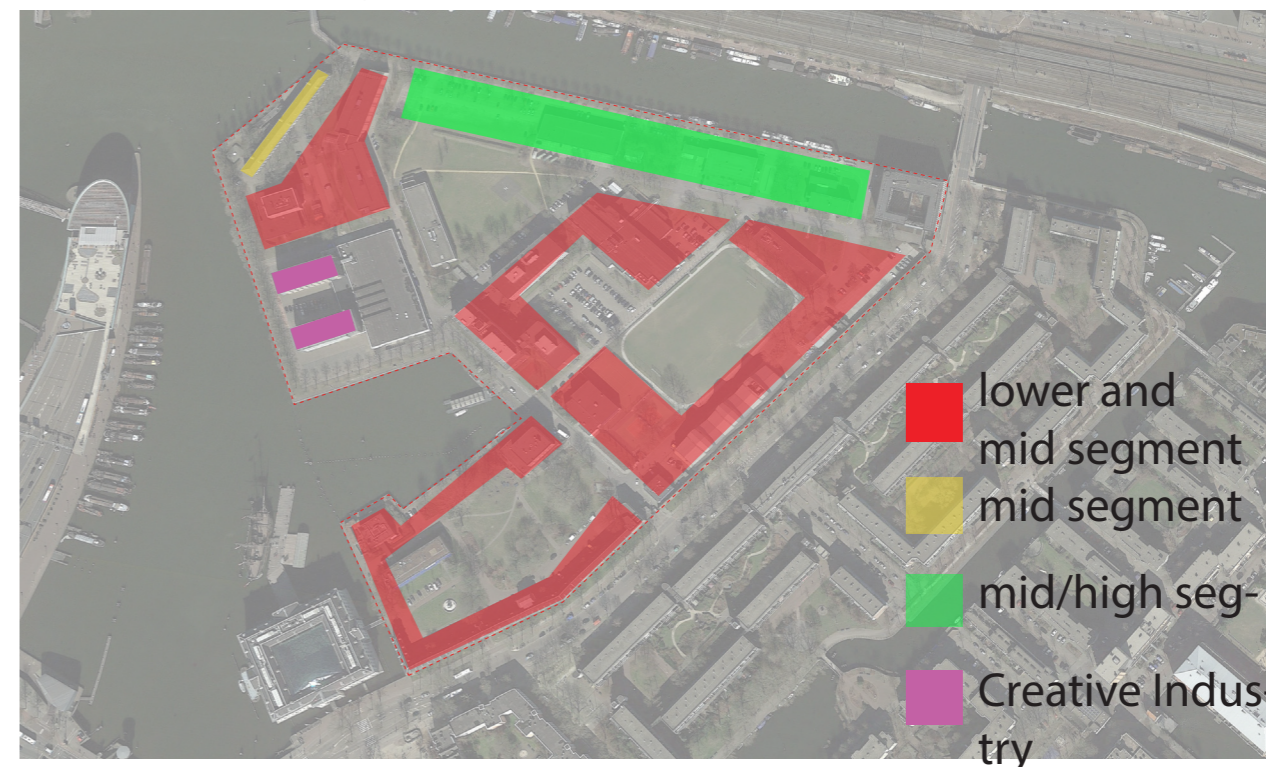 lower and
mid segment
mid segment
mid/high seg-
Creative Indus-
try